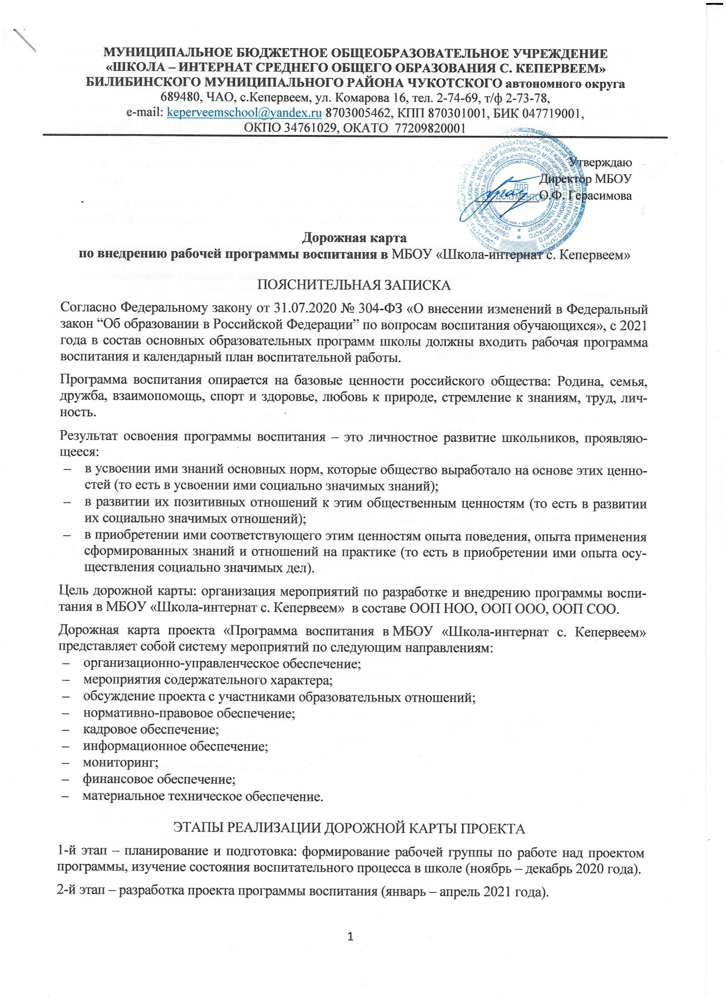 МУНИЦИПАЛЬНОЕ БЮДЖЕТНОЕ ОБЩЕОБРАЗОВАТЕЛЬНОЕ УЧРЕЖДЕНИЕ
«ШКОЛА – ИНТЕРНАТ СРЕДНЕГО ОБЩЕГО ОБРАЗОВАНИЯ С. КЕПЕРВЕЕМ»
БИЛИБИНСКОГО МУНИЦИПАЛЬНОГО РАЙОНА ЧУКОТСКОГО автономного округа
689480, ЧАО, с.Кепервеем, ул. Комарова 16, тел. 2-74-69, т/ф 2-73-78,
e-mail: keperveemschool@yandex.ru 8703005462, КПП 870301001, БИК 047719001,
ОКПО 34761029, ОКАТО 77209820001
Утверждаю
Директор МБОУ
О.Ф. Герасимова
ДЛЯ
ДОКУМЕНТОВ
Дорожная карта
по внедрению рабочей программы воспитания в МБОУ «Школа-интернат с. Кепервеем»
ПОЯСНИТЕЛЬНАЯ ЗАПИСКА
Согласно Федеральному закону от 31.07.2020 № 304-ФЗ «О внесении изменений в Федеральный
закон “Об образовании в Российской Федерации” по вопросам воспитания обучающихся», с 2021
года в состав основных образовательных программ школы должны входить рабочая программа
воспитания и календарный план воспитательной работы.
Программа воспитания опирается на базовые ценности российского общества: Родина, семья,
дружба, взаимопомощь, спорт и здоровье, любовь к природе, стремление к знаниям, труд, лич-
ность.
Результат освоения программы воспитания – это личностное развитие школьников, проявляю-
щееся:
– в усвоении ими знаний основных норм, которые общество выработало на основе этих ценно-
стей (то есть в усвоении ими социально значимых знаний);
– в развитии их позитивных отношений к этим общественным ценностям (то есть в развитии
их социально значимых отношений);
– в приобретении ими соответствующего этим ценностям опыта поведения, опыта применения
сформированных знаний и отношений на практике (то есть в приобретении ими опыта осу-
ществления социально значимых дел).
Цель дорожной карты: организация мероприятий по разработке и внедрению программы воспи-
тания в МБОУ «Школа-интернат с. Кепервеем» в составе ООП НОО, ООП ООО, ООП СОО.
Дорожная карта проекта «Программа воспитания в МБОУ «Школа-интернат с. Кепервеем»
представляет собой систему мероприятий по следующим направлениям:
– организационно-управленческое обеспечение;
– мероприятия содержательного характера;
– обсуждение проекта с участниками образовательных отношений;
– нормативно-правовое обеспечение;
– кадровое обеспечение;
– информационное обеспечение;
– мониторинг;
– финансовое обеспечение;
– материальное техническое обеспечение.
ЭТАПЫ РЕАЛИЗАЦИИ ДОРОЖНОЙ КАРТЫ ПРОЕКТА
1-й этап – планирование и подготовка: формирование рабочей группы по работе над проектом
программы, изучение состояния воспитательного процесса в школе (ноябрь – декабрь 2020 года).
2-й этап – разработка проекта программы воспитания (январь – апрель 2021 года).
1